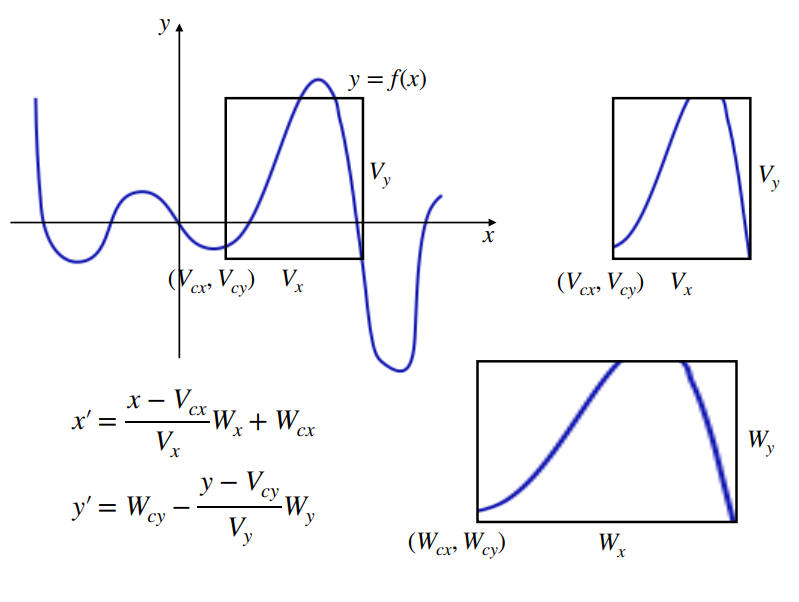 y
y = f(x)
V_y
x
(V_cx, V_cy) V_x
V_y
(V_cx, V_cy) V_x
x′ = (x − V_cx)/V_x W_x + W_cx
y′ = W_cy − (y − V_cy)/V_y W_y
W_y
(W_cx, W_cy) W_x